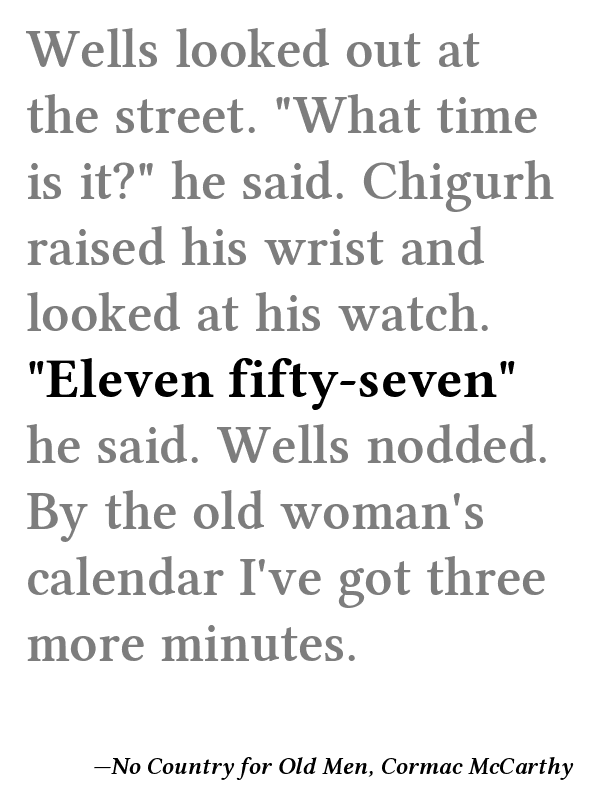 Wells looked out at
the street. "What time
is it?" he said. Chigurh
raised his wrist and
looked at his watch.
"Eleven fifty-seven"
he said. Wells nodded.
By the old woman's
calendar I've got three
more minutes.
—No Country for Old Men, Cormac McCarthy